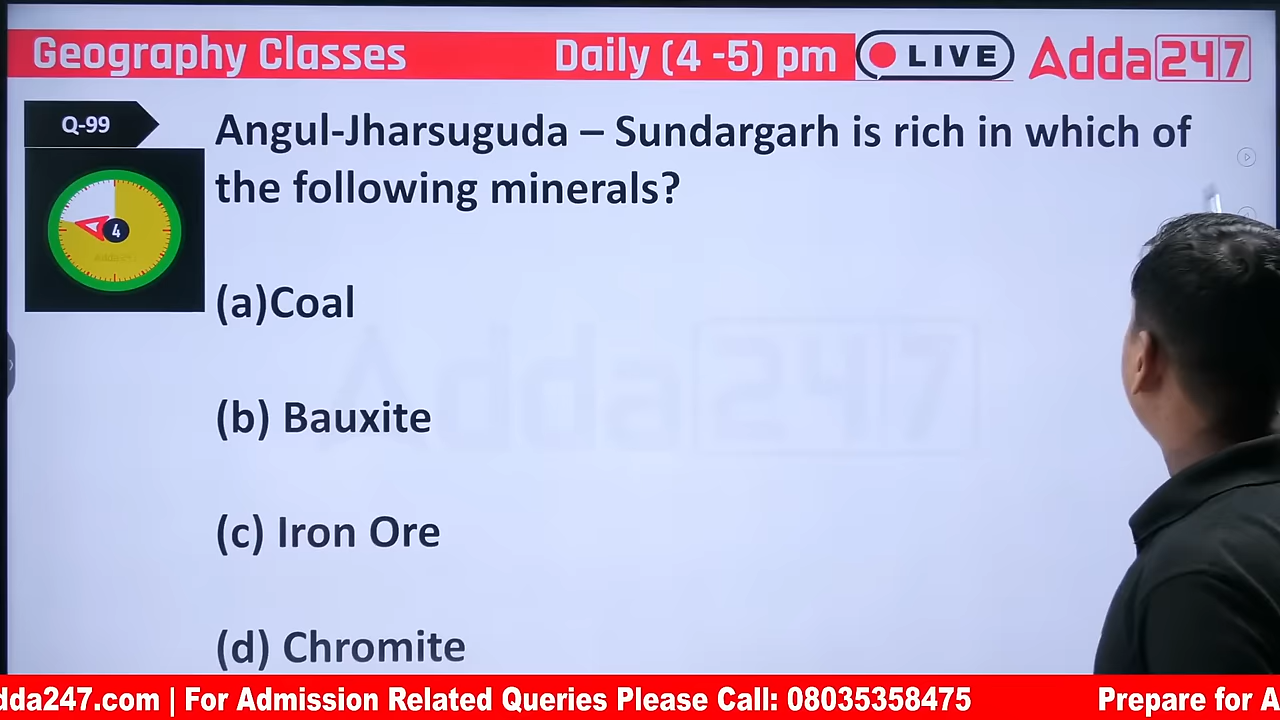 Geography Classes
Daily (4 -5) pm
LIVE
Adda247
Q-99
Angul-Jharsuguda – Sundargarh is rich in which of
the following minerals?
4
(a)Coal
(b) Bauxite
(c) Iron Ore
(d) Chromite
Adda247
dda247.com | For Admission Related Queries Please Call: 08035358475
Prepare for A